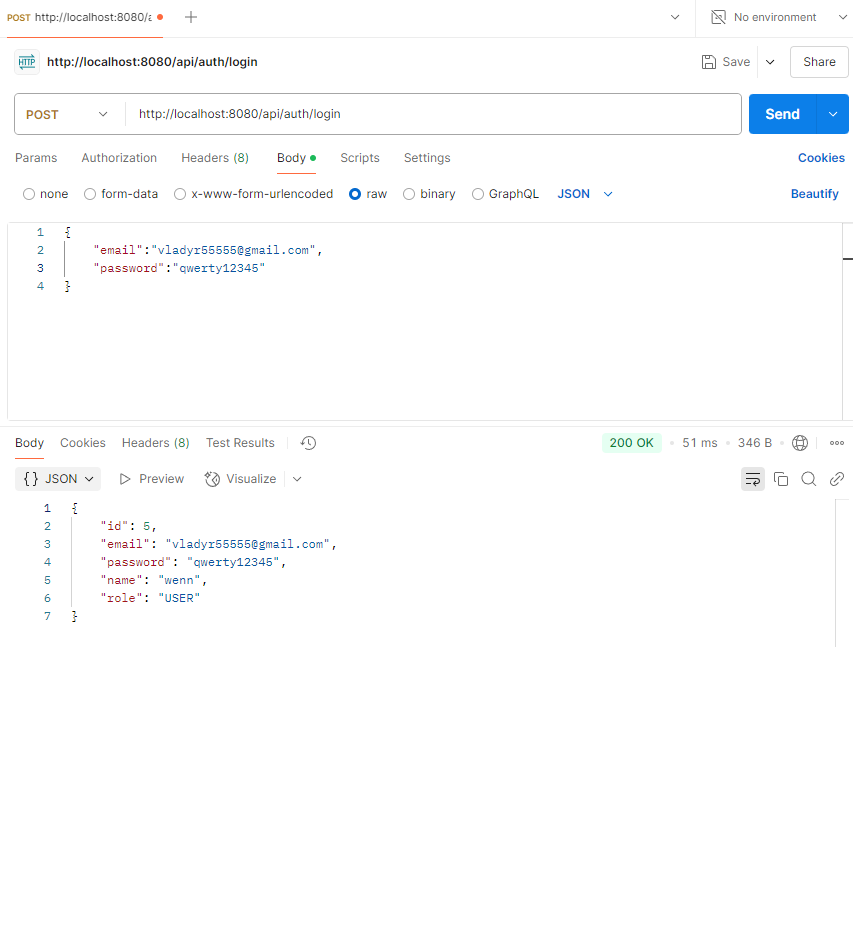 POST http://localhost:8080/a
No environment
HTTP http://localhost:8080/api/auth/login
Save
Share
POST
http://localhost:8080/api/auth/login
Send
Params Authorization Headers (8) Body Scripts Settings Cookies
none form-data x-www-form-urlencoded raw binary GraphQL JSON Beautify
1 {
2 "email":"vladyr55555@gmail.com",
3 "password":"qwerty12345"
4 }
Body Cookies Headers (8) Test Results 200 OK 51 ms 346 B
{} JSON Preview Visualize
1 {
2 "id": 5,
3 "email": "vladyr55555@gmail.com",
4 "password": "qwerty12345",
5 "name": "wenn",
6 "role": "USER"
7 }